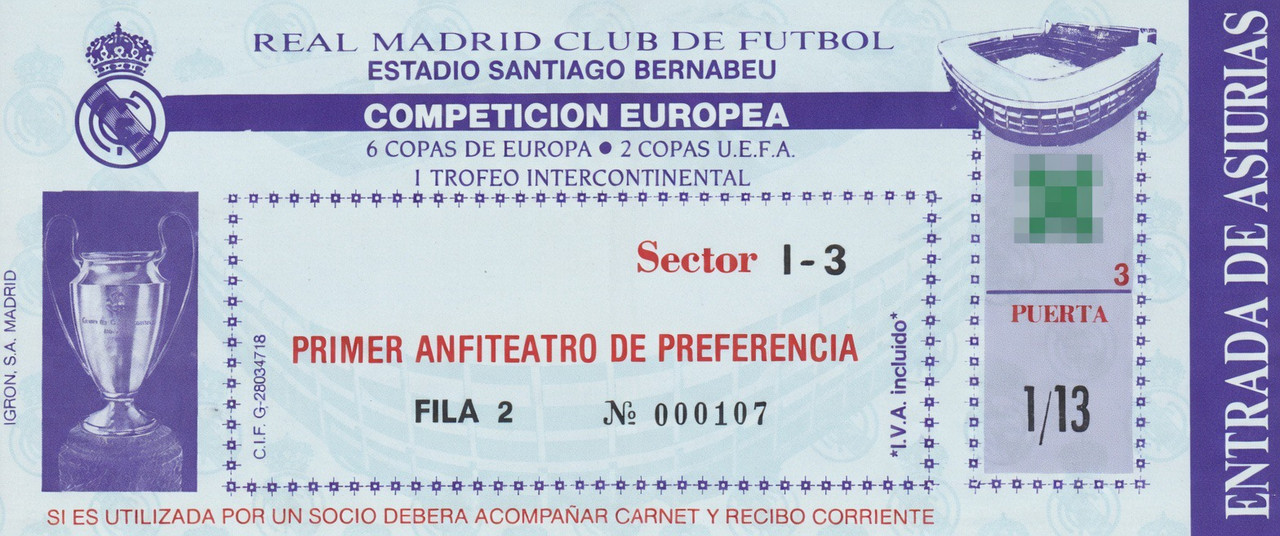 REAL MADRID CLUB DE FUTBOL
ESTADIO SANTIAGO BERNABEU
COMPETICION EUROPEA
6 COPAS DE EUROPA • 2 COPAS U.E.F.A.
I TROFEO INTERCONTINENTAL
Sector I-3
PRIMER ANFITEATRO DE PREFERENCIA
FILA 2 № 000107
C.I.F. G-28034718
*I.V.A. incluido*
3
PUERTA
1/13
ENTRADA DE ASIURIAS
IGRON, S.A. MADRID
SI ES UTILIZADA POR UN SOCIO DEBERA ACOMPAÑAR CARNET Y RECIBO CORRIENTE